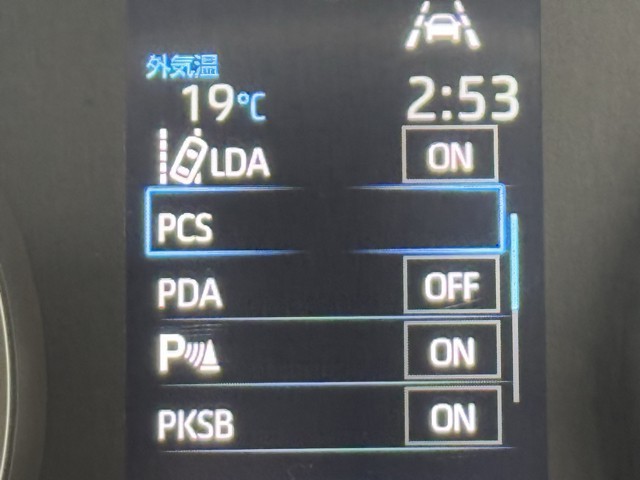 外気温
19℃ 2:53
LDA ON
PCS
PDA OFF
P ON
PKSB ON